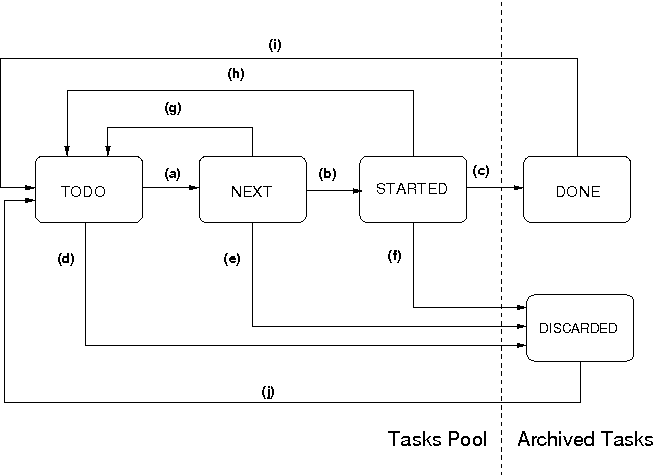 (i)
(h)
(g)
TODO
(a)
NEXT
(b)
STARTED
(c)
DONE
(d)
(e)
(f)
DISCARDED
(j)
Tasks Pool
Archived Tasks